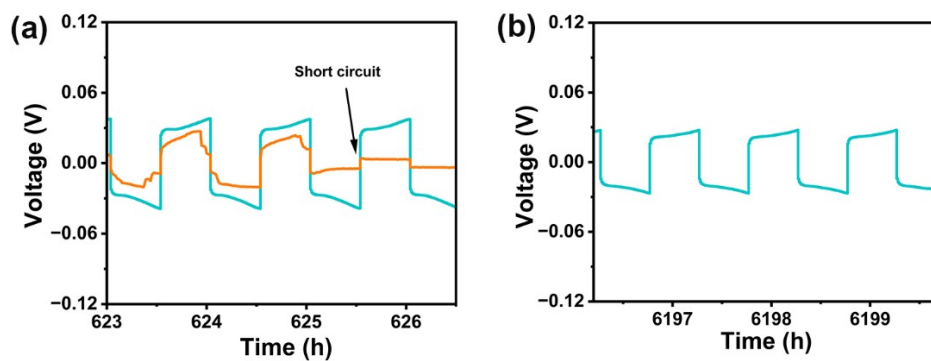 (a)
Voltage (V)
0.12
0.06
0.00
−0.06
−0.12
Short circuit
623
624
625
626
Time (h)
(b)
Voltage (V)
0.12
0.06
0.00
−0.06
−0.12
6197
6198
6199
Time (h)